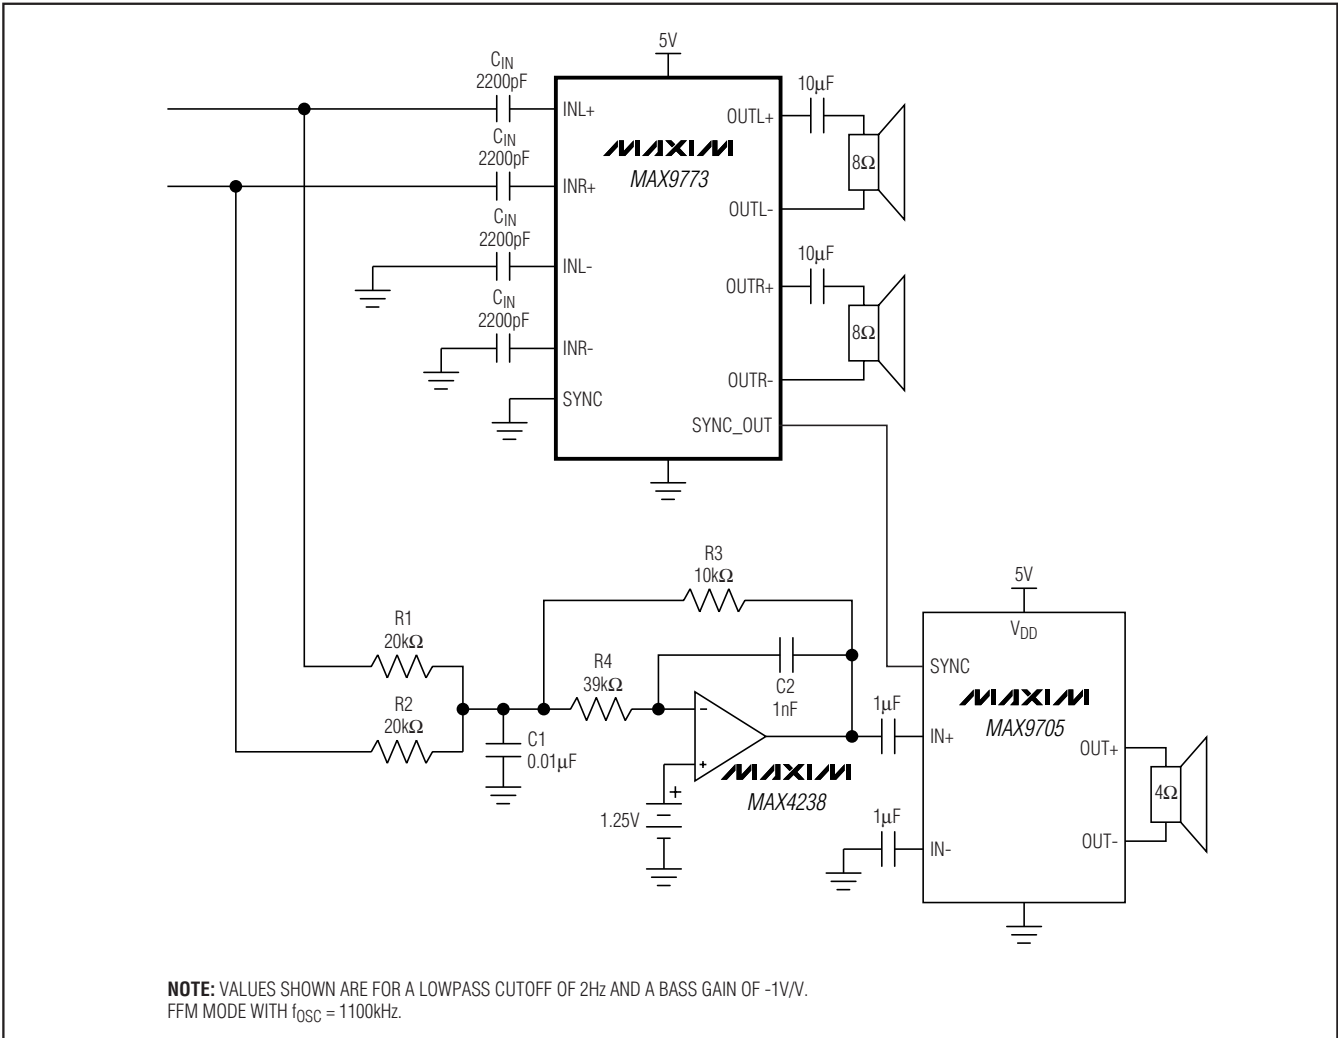 5V
CIN
2200pF
INL+
CIN
2200pF
INR+
CIN
2200pF
INL-
CIN
2200pF
INR-
SYNC
MAXIM
MAX9773
OUTL+
10µF
8Ω
OUTL-
10µF
OUTR+
8Ω
OUTR-
SYNC_OUT
R3
10kΩ
R1
20kΩ
R2
20kΩ
R4
39kΩ
C2
1nF
C1
0.01µF
-
+
+
1.25V
MAXIM
MAX4238
1µF
1µF
5V
VDD
SYNC
MAXIM
MAX9705
IN+
IN-
OUT+
OUT-
4Ω
NOTE: VALUES SHOWN ARE FOR A LOWPASS CUTOFF OF 2Hz AND A BASS GAIN OF -1V/V.
FFM MODE WITH fOSC = 1100kHz.